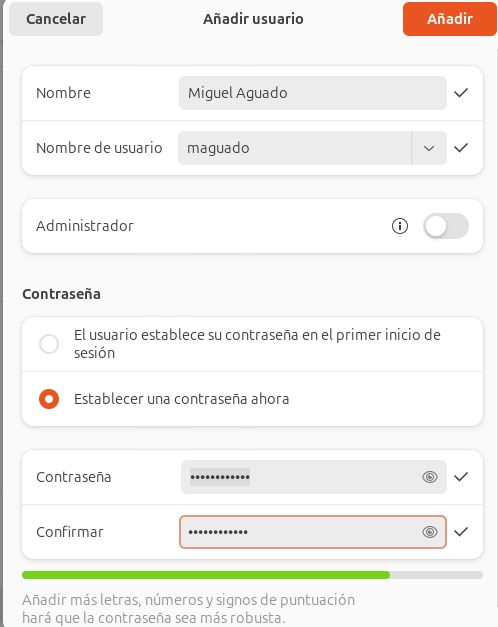 Cancelar Añadir usuario Añadir
Nombre Miguel Aguado
Nombre de usuario maguado
Administrador
Contraseña
El usuario establece su contraseña en el primer inicio de
sesión
Establecer una contraseña ahora
Contraseña ••••••••••••
Confirmar ••••••••••••
Añadir más letras, números y signos de puntuación
hará que la contraseña sea más robusta.